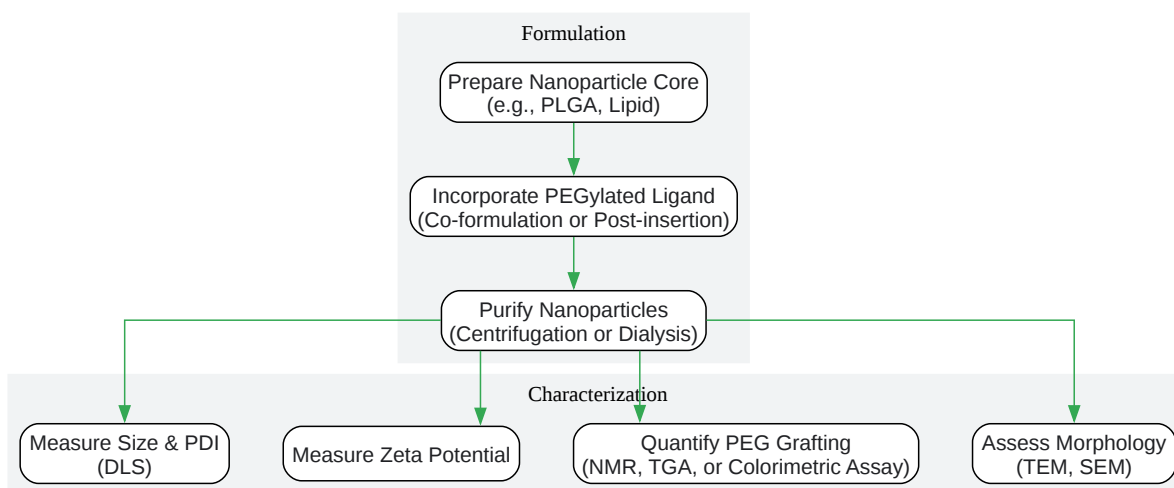 Formulation
Prepare Nanoparticle Core
(e.g., PLGA, Lipid)
Incorporate PEGylated Ligand
(Co-formulation or Post-insertion)
Purify Nanoparticles
(Centrifugation or Dialysis)
Characterization
Measure Size & PDI
(DLS)
Measure Zeta Potential
Quantify PEG Grafting
(NMR, TGA, or Colorimetric Assay)
Assess Morphology
(TEM, SEM)